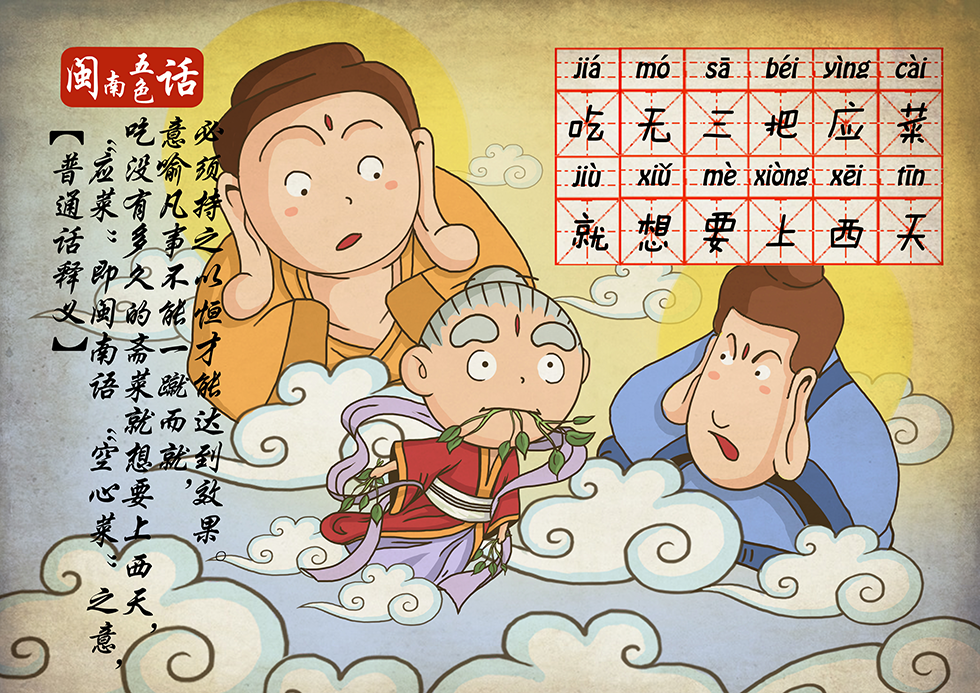 闽南五色话
jiá mó sā béi yìng cài
吃无三把应菜
jiù xiǔ mè xiòng xēi tīn
就想要上西天
【普通话释义】
“应菜”即闽南语“空心菜”之意，
吃没有多久的斋菜就想要上西天，
意喻凡事不能一蹴而就，
必须持之以恒才能达到效果。